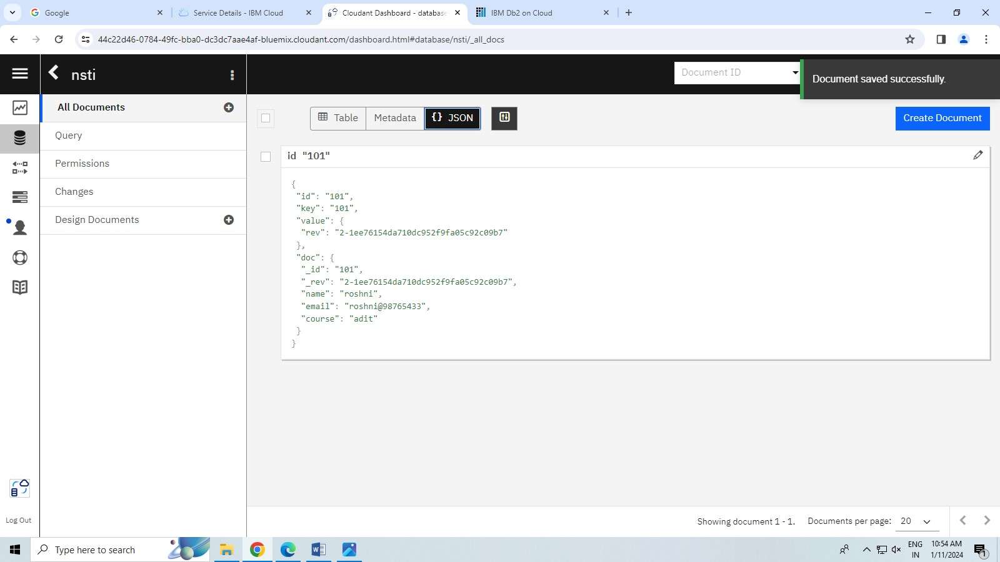 Google
Service Details - IBM Cloud
Cloudant Dashboard - database
IBM Db2 on Cloud
44c22d46-0784-49fc-bba0-dc3dc7aae4af-bluemix.cloudant.com/dashboard.html#database/nsti/_all_docs
nsti
Document ID
Document saved successfully.
All Documents
Query
Permissions
Changes
Design Documents
Log Out
Table
Metadata
{} JSON
Create Document
id "101"
{
"id": "101",
"key": "101",
"value": {
"rev": "2-1ee76154da710dc952f9fa05c92c09b7"
},
"doc": {
"_id": "101",
"_rev": "2-1ee76154da710dc952f9fa05c92c09b7",
"name": "roshni",
"email": "roshni@98765433",
"course": "adit"
}
}
Showing document 1 - 1.
Documents per page: 20
Type here to search
ENG
IN
10:54 AM
1/11/2024
1